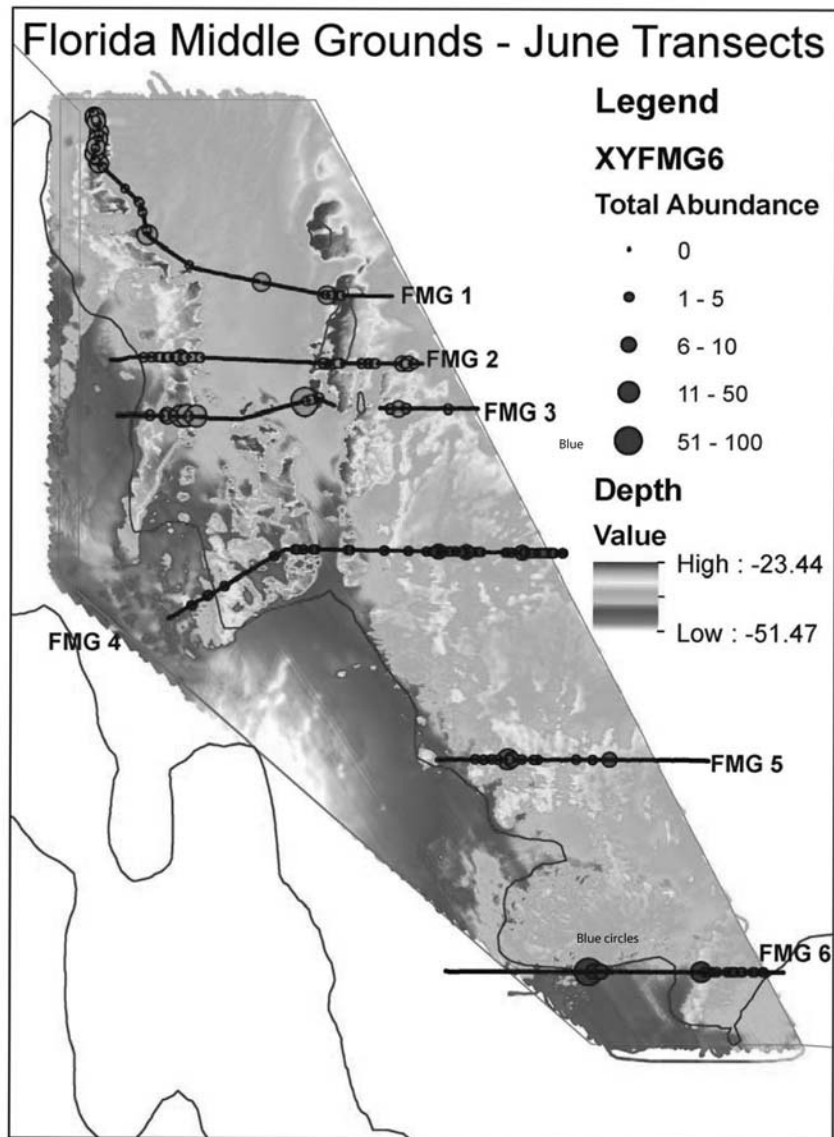 Florida Middle Grounds - June Transects
Legend
XYFMG6
Total Abundance
0
1 - 5
6 - 10
11 - 50
Blue
51 - 100
Depth
Value
High : -23.44
Low : -51.47
FMG 1
FMG 2
FMG 3
FMG 4
FMG 5
Blue circles
FMG 6